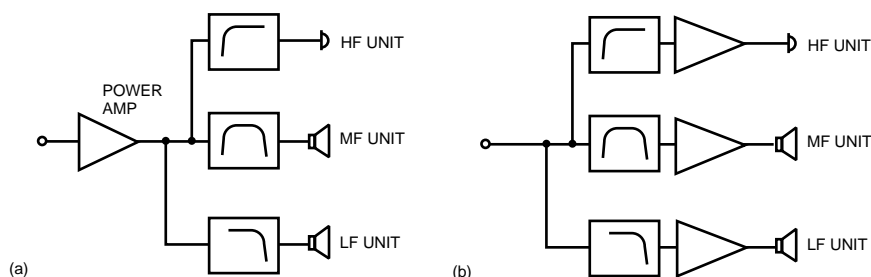 HF UNIT
POWER
AMP
MF UNIT
LF UNIT
(a)
HF UNIT
MF UNIT
LF UNIT
(b)